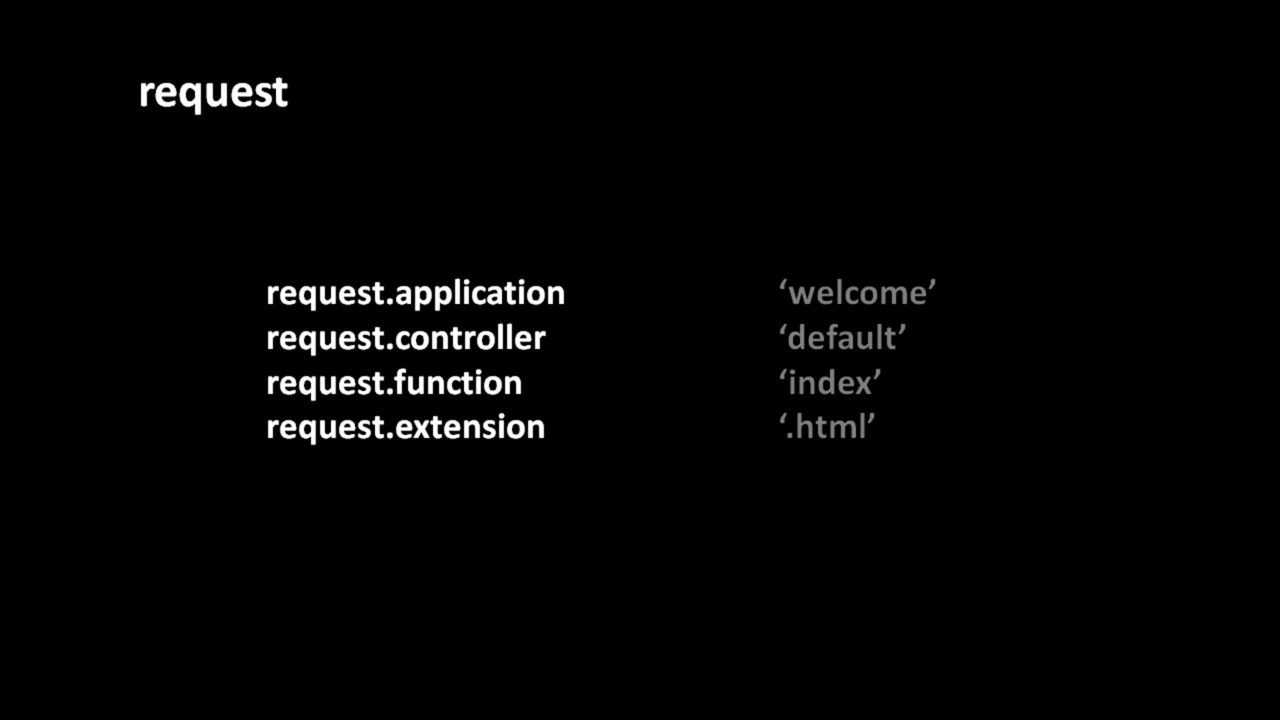 request
request.application ‘welcome’
request.controller ‘default’
request.function ‘index’
request.extension ‘.html’